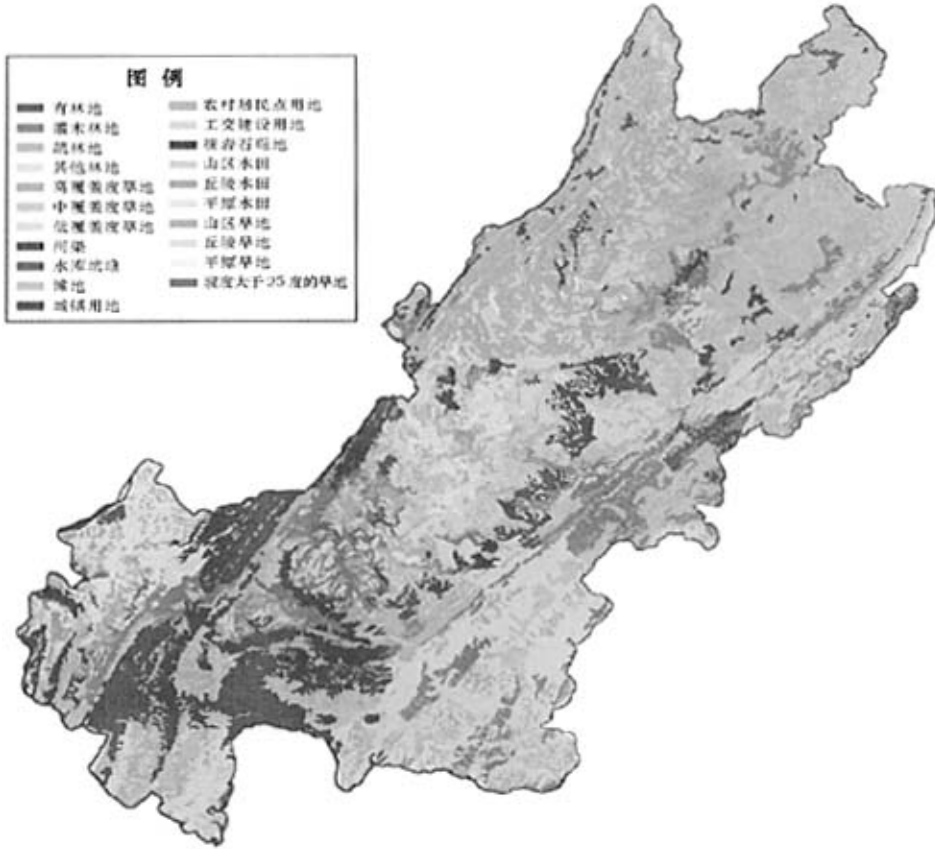 图例
有林地
灌木林地
疏林地
其他林地
高覆盖度草地
中覆盖度草地
低覆盖度草地
河渠
水库坑塘
滩地
城镇用地
农村居民点用地
工交建设用地
裸岩石砾地
山区水田
丘陵水田
平原水田
山区旱地
丘陵旱地
平原旱地
坡度大于25度的旱地